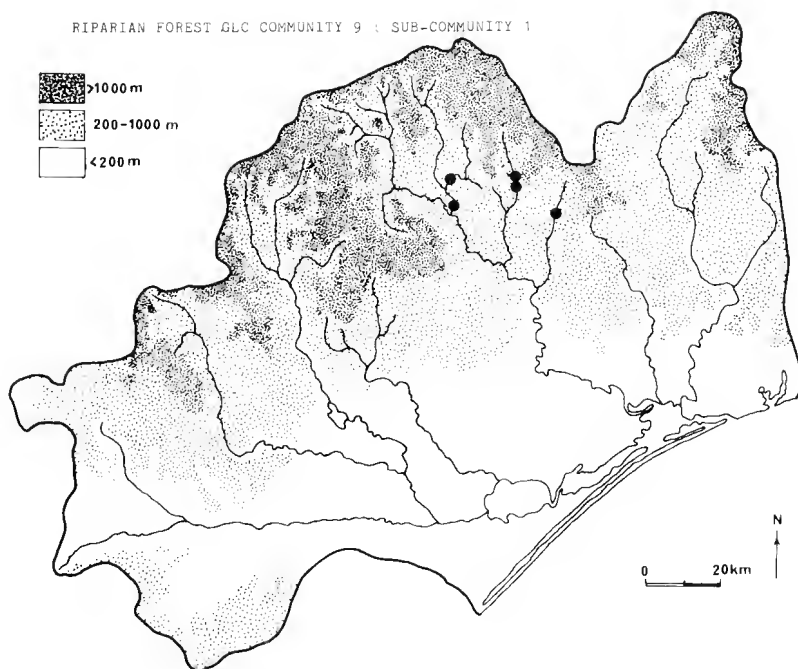 RIPARIAN FOREST GLC COMMUNITY 9 : SUB-COMMUNITY 1
>1000 m
200-1000 m
<200 m
N
0 20km